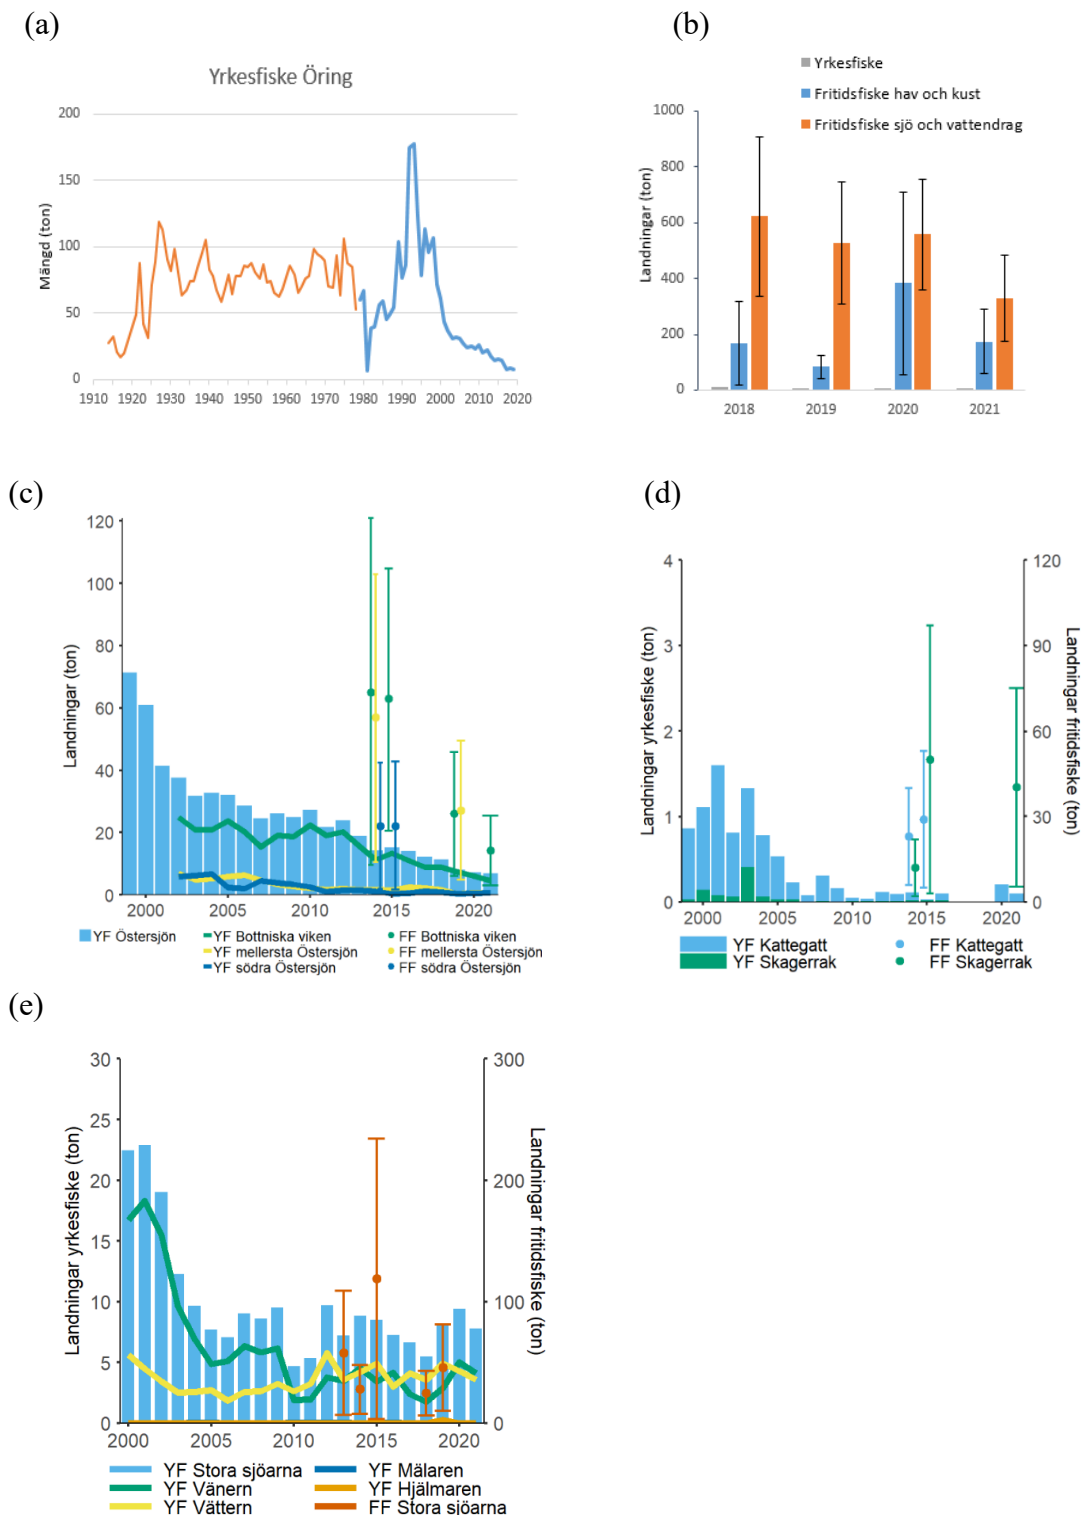 (a)
Yrkesfiske Öring
Mängd (ton)
200
150
100
50
0
1910 1920 1930 1940 1950 1960 1970 1980 1990 2000 2010 2020
(b)
Yrkesfiske
Fritidsfiske hav och kust
Fritidsfiske sjö och vattendrag
Landningar (ton)
1000
800
600
400
200
0
2018 2019 2020 2021
(c)
Landningar (ton)
120
100
80
60
40
20
0
2000 2005 2010 2015 2020
YF Östersjön YF Bottniska viken FF Bottniska viken
YF mellersta Östersjön FF mellersta Östersjön
YF södra Östersjön FF södra Östersjön
(d)
Landningar yrkesfiske (ton)
4
3
2
1
0
120
90
60
30
0
Landningar fritidsfiske (ton)
2000 2005 2010 2015 2020
YF Kattegatt FF Kattegatt
YF Skagerrak FF Skagerrak
(e)
Landningar yrkesfiske (ton)
30
25
20
15
10
5
0
300
200
100
0
Landningar fritidsfiske (ton)
2000 2005 2010 2015 2020
YF Stora sjöarna YF Mälaren
YF Vänern YF Hjälmaren
YF Vättern FF Stora sjöarna